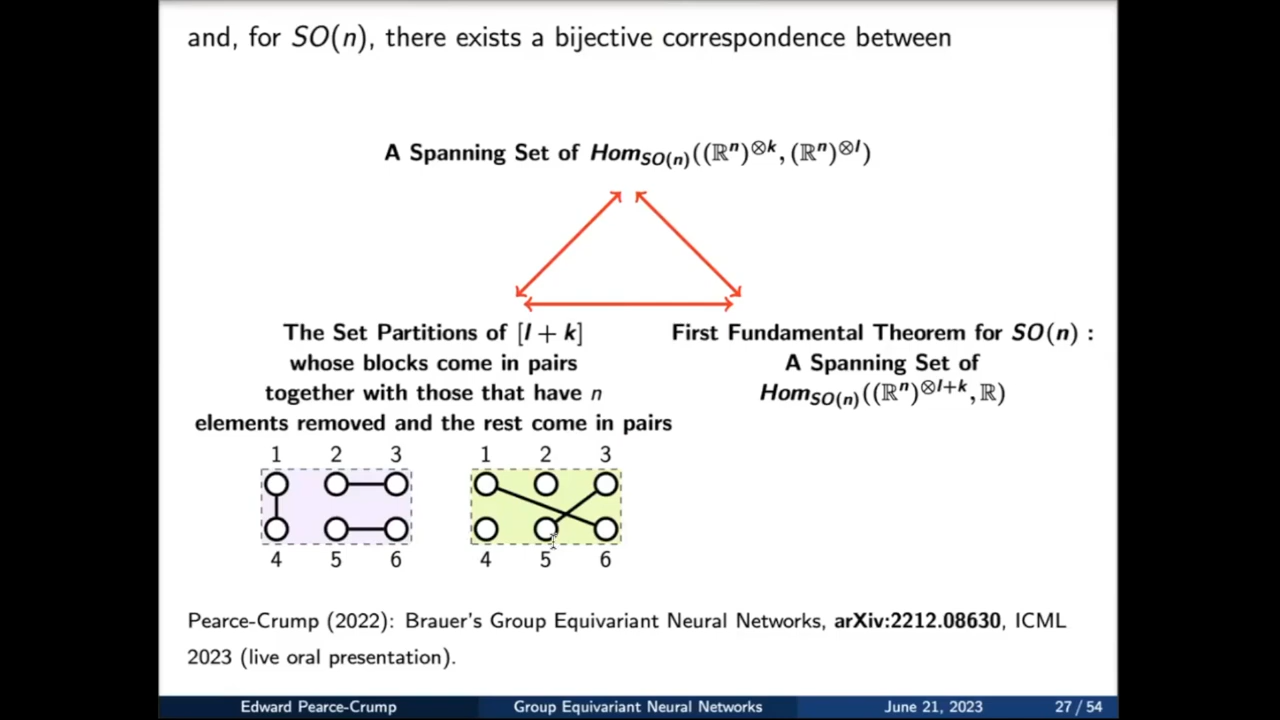 and, for SO(n), there exists a bijective correspondence between
A Spanning Set of Hom_{SO(n)}((ℝⁿ)^{⊗k}, (ℝⁿ)^{⊗l})
The Set Partitions of [l + k]
whose blocks come in pairs
together with those that have n
elements removed and the rest come in pairs
First Fundamental Theorem for SO(n) :
A Spanning Set of
Hom_{SO(n)}((ℝⁿ)^{⊗l+k}, ℝ)
1 2 3
4 5 6
1 2 3
4 5 6
Pearce-Crump (2022): Brauer's Group Equivariant Neural Networks, arXiv:2212.08630, ICML
2023 (live oral presentation).
Edward Pearce-Crump Group Equivariant Neural Networks June 21, 2023 27 / 54